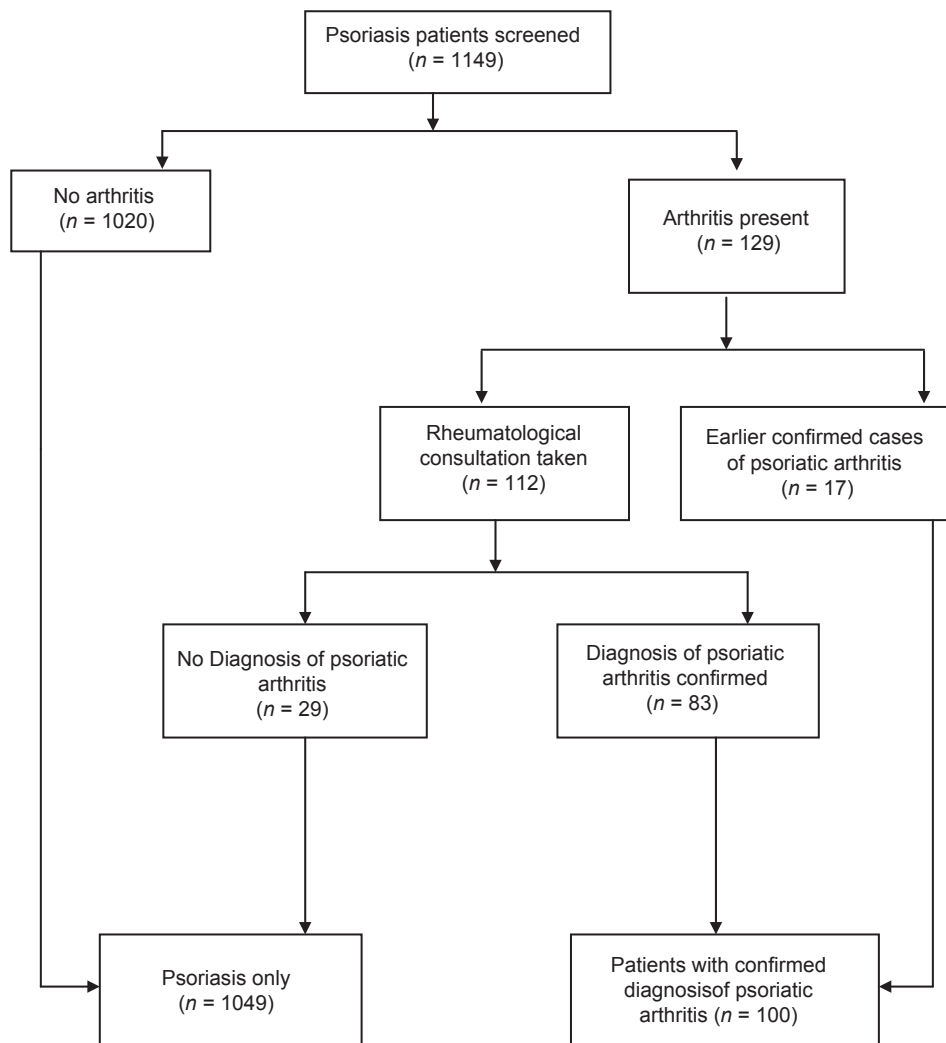 Psoriasis patients screened
(n = 1149)
No arthritis
(n = 1020)
Arthritis present
(n = 129)
Rheumatological
consultation taken
(n = 112)
Earlier confirmed cases
of psoriatic arthritis
(n = 17)
No Diagnosis of psoriatic
arthritis
(n = 29)
Diagnosis of psoriatic
arthritis confirmed
(n = 83)
Psoriasis only
(n = 1049)
Patients with confirmed
diagnosisof psoriatic
arthritis (n = 100)